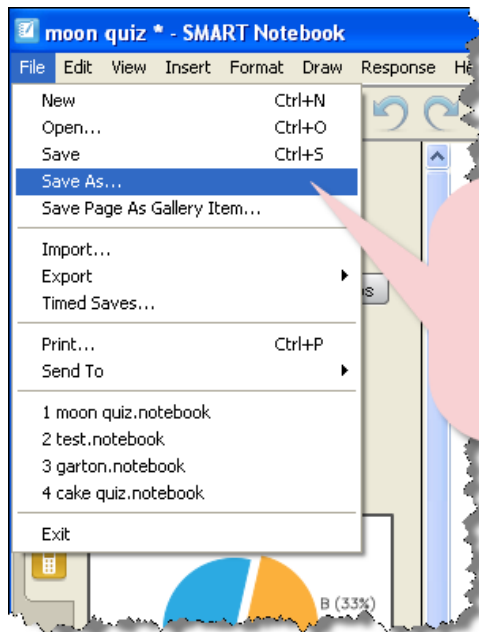 moon quiz * - SMART Notebook
File Edit View Insert Format Draw Response
New Ctrl+N
Open... Ctrl+O
Save Ctrl+S
Save As...
Save Page As Gallery Item...
Import...
Export
Timed Saves...
Print... Ctrl+P
Send To
1 moon quiz.notebook
2 test.notebook
3 garton.notebook
4 cake quiz.notebook
Exit
B (33%)